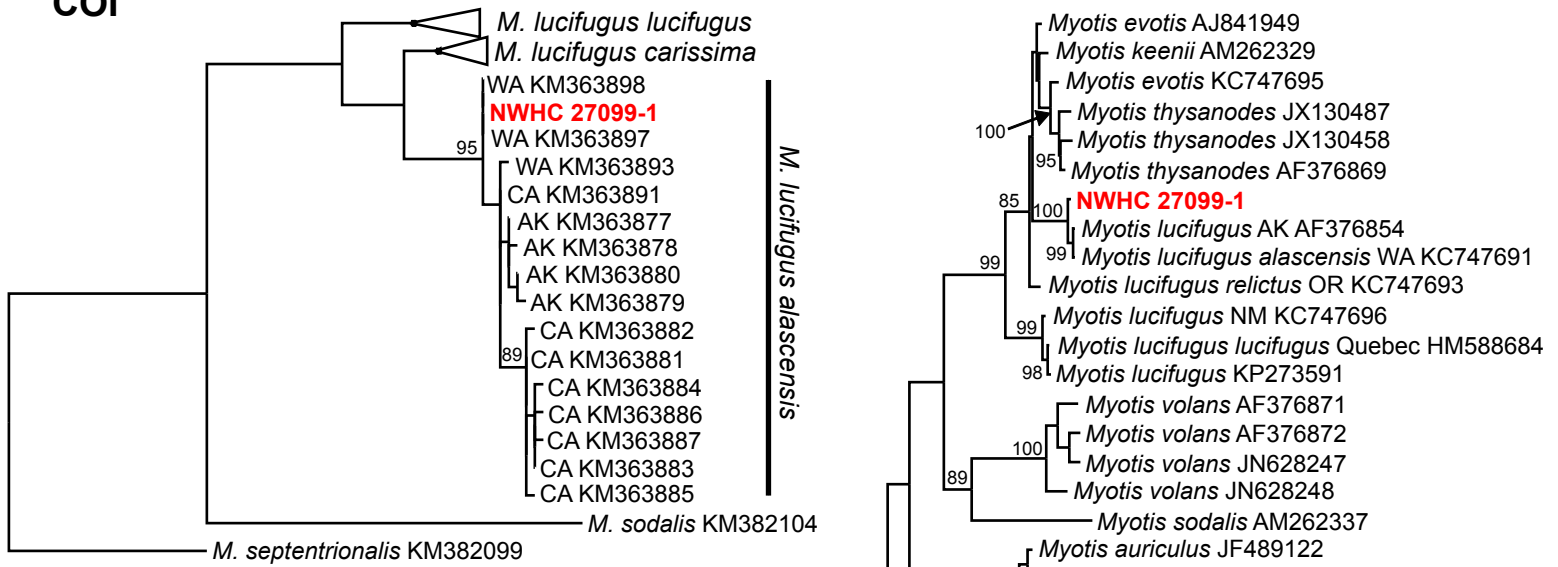 COI
M. lucifugus lucifugus
M. lucifugus carissima
WA KM363898
NWHC 27099-1
WA KM363897
95
WA KM363893
CA KM363891
AK KM363877
AK KM363878
AK KM363880
AK KM363879
CA KM363882
89
CA KM363881
CA KM363884
CA KM363886
CA KM363887
CA KM363883
CA KM363885
M. lucifugus alascensis
M. sodalis KM382104
M. septentrionalis KM382099
Myotis evotis AJ841949
Myotis keenii AM262329
Myotis evotis KC747695
Myotis thysanodes JX130487
100
Myotis thysanodes JX130458
95
Myotis thysanodes AF376869
85
100
NWHC 27099-1
Myotis lucifugus AK AF376854
99
Myotis lucifugus alascensis WA KC747691
99
Myotis lucifugus relictus OR KC747693
Myotis lucifugus NM KC747696
99
Myotis lucifugus lucifugus Quebec HM588684
98
Myotis lucifugus KP273591
Myotis volans AF376871
Myotis volans AF376872
100
Myotis volans JN628247
89
Myotis volans JN628248
Myotis sodalis AM262337
Myotis auriculus JF489122